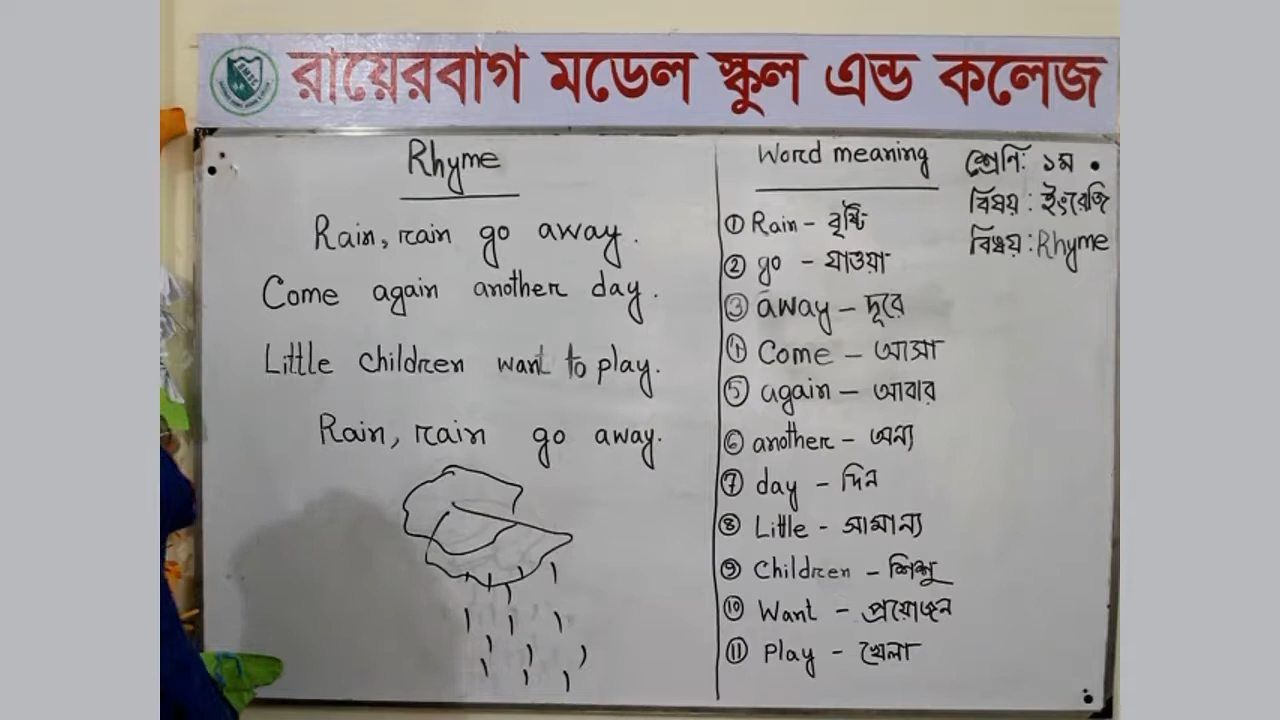 রায়েরবাগ মডেল স্কুল এন্ড কলেজ
Rhyme
Rain, rain go away.
Come again another day.
Little children want to play.
Rain, rain go away.
Word meaning
① Rain - বৃষ্টি
② go - যাওয়া
③ away - দূরে
④ Come - আসা
⑤ again - আবার
⑥ another - অন্য
⑦ day - দিন
⑧ Little - সামান্য
⑨ Children - শিশু
⑩ Want - প্রয়োজন
⑪ Play - খেলা
শ্রেণি: ১ম
বিষয়: ইংরেজি
বিষয়: Rhyme